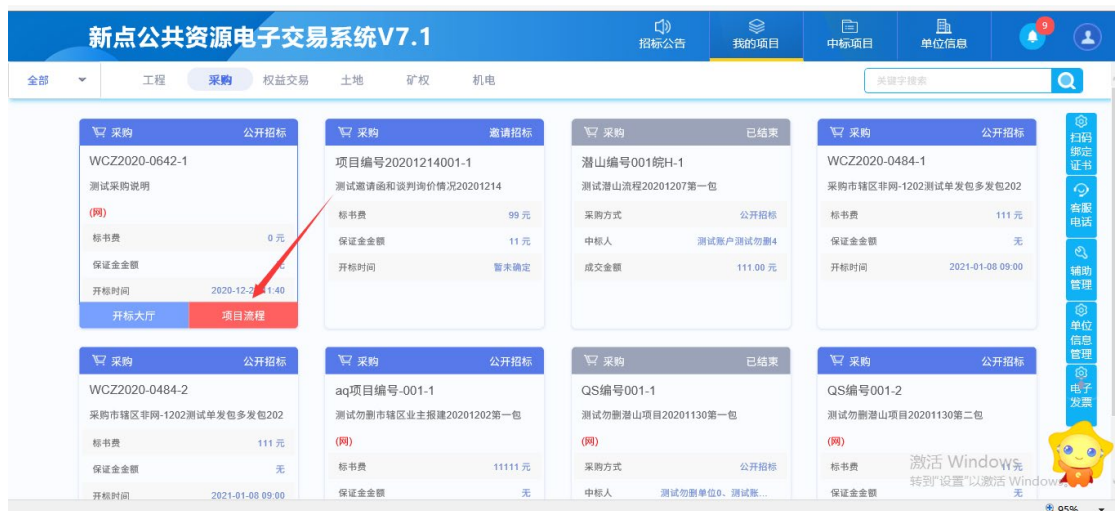 新点公共资源电子交易系统V7.1
招标公告
我的项目
中标项目
单位信息
9
全部
工程
采购
权益交易
土地
矿权
机电
关键字搜索
采购 公开招标
WCZ2020-0642-1
测试采购说明
(网)
标书费 0 元
保证金金额
开标时间 2020-12-2 1:40
开标大厅 项目流程
采购 邀请招标
项目编号20201214001-1
测试邀请函和谈判询价情况20201214
标书费 99 元
保证金金额 11 元
开标时间 暂未确定
采购 已结束
潜山编号001皖H-1
测试潜山流程20201207第一包
采购方式 公开招标
中标人 测试账户测试勿删4
成交金额 111.00 元
采购 公开招标
WCZ2020-0484-1
采购市辖区非网-1202测试单发包多发包202
标书费 111 元
保证金金额 无
开标时间 2021-01-08 09:00
采购 公开招标
WCZ2020-0484-2
采购市辖区非网-1202测试单发包多发包202
标书费 111 元
保证金金额 无
开标时间 2021-01-08 09:00
采购 公开招标
aq项目编号-001-1
测试勿删市辖区业主报建20201202第一包
(网)
标书费 11111 元
保证金金额 无
采购 已结束
QS编号001-1
测试勿删潜山项目20201130第一包
(网)
采购方式 公开招标
中标人 测试勿删单位0、测试账...
采购 公开招标
QS编号001-2
测试勿删潜山项目20201130第二包
(网)
标书费 元
保证金金额 无
扫码
绑定
证书
客服
电话
辅助
管理
单位
信息
管理
电子
发票
激活 Windows
转到"设置"以激活 Windows
95%